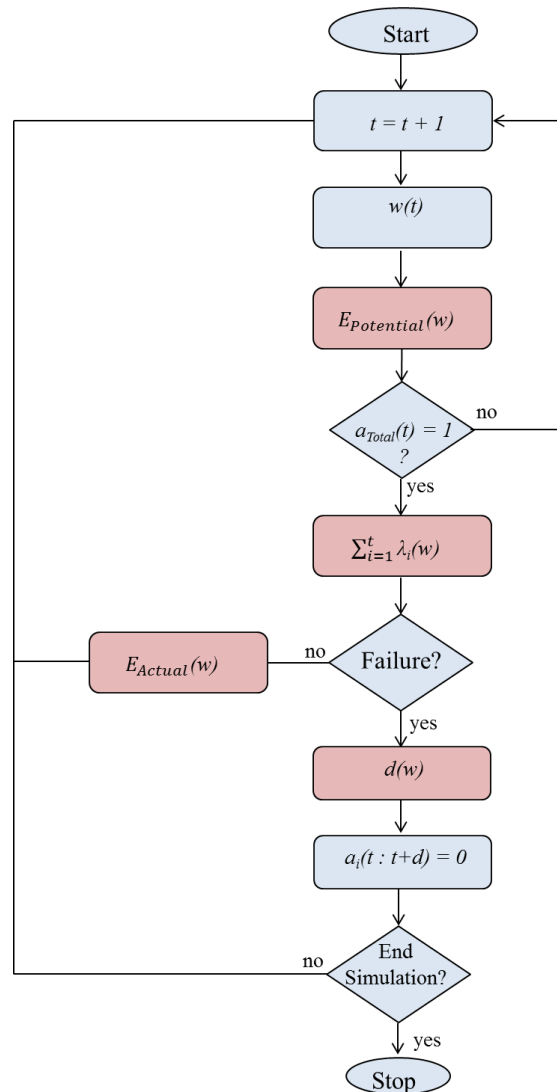 Start
t = t + 1
w(t)
E_Potential(w)
a_Total(t) = 1
?
no
yes
∑_{i=1}^{t} λ_i(w)
Failure?
no
E_Actual(w)
yes
d(w)
a_i(t : t+d) = 0
End
Simulation?
no
yes
Stop